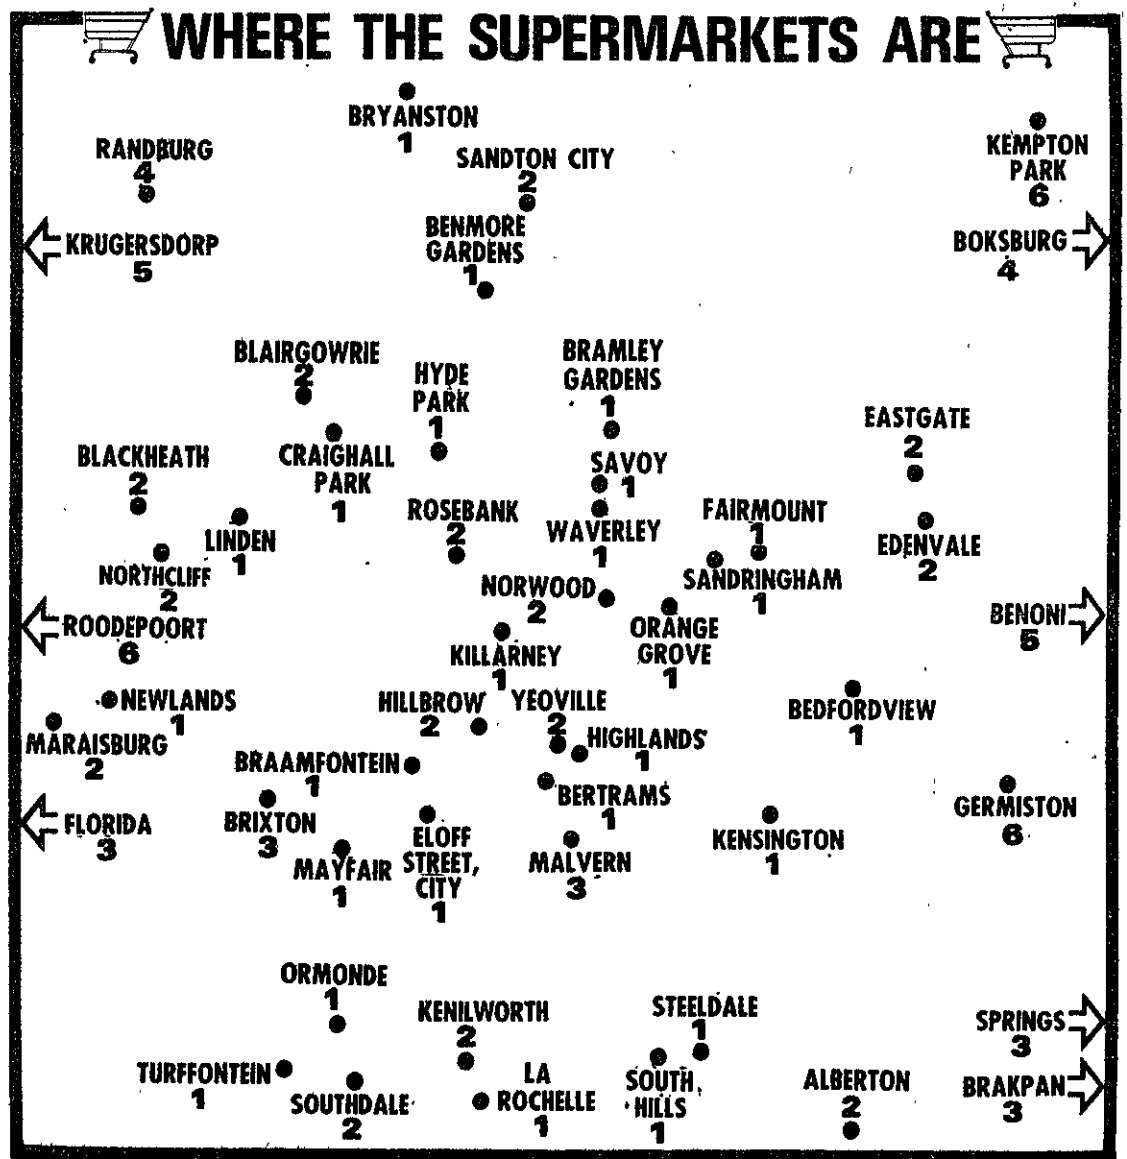 WHERE THE SUPERMARKETS ARE
BRYANSTON
1
RANDBURG
4
SANDTON CITY
2
KEMPTON
PARK
6
BENMORE
GARDENS
1
KRUGERSDORP
5
BOKSBURG
4
BLAIRGOWRIE
2
HYDE
PARK
1
BRAMLEY
GARDENS
1
EASTGATE
2
BLACKHEATH
2
CRAIGHALL
PARK
1
SAVOY
1
ROSEBANK
2
FAIRMOUNT
1
LINDEN
1
WAVERLEY
1
EDENVALE
2
NORTHCLIFF
2
SANDRINGHAM
1
NORWOOD
2
ROODEPOORT
6
ORANGE
GROVE
1
BENONI
5
KILLARNEY
1
NEWLANDS
1
HILLBROW
2
YEOVILLE
2
BEDFORDVIEW
1
MARAISBURG
2
HIGHLANDS
1
BRAAMFONTEIN
1
BERTRAMS
1
GERMISTON
6
FLORIDA
3
BRIXTON
3
ELOFF
STREET,
CITY
1
KENSINGTON
1
MAYFAIR
1
MALVERN
3
ORMONDE
1
KENILWORTH
2
STEELDALE
1
SPRINGS
3
TURFFONTEIN
1
SOUTHDALE
2
LA
ROCHELLE
1
SOUTH
HILLS
1
ALBERTON
2
BRAKPAN
3